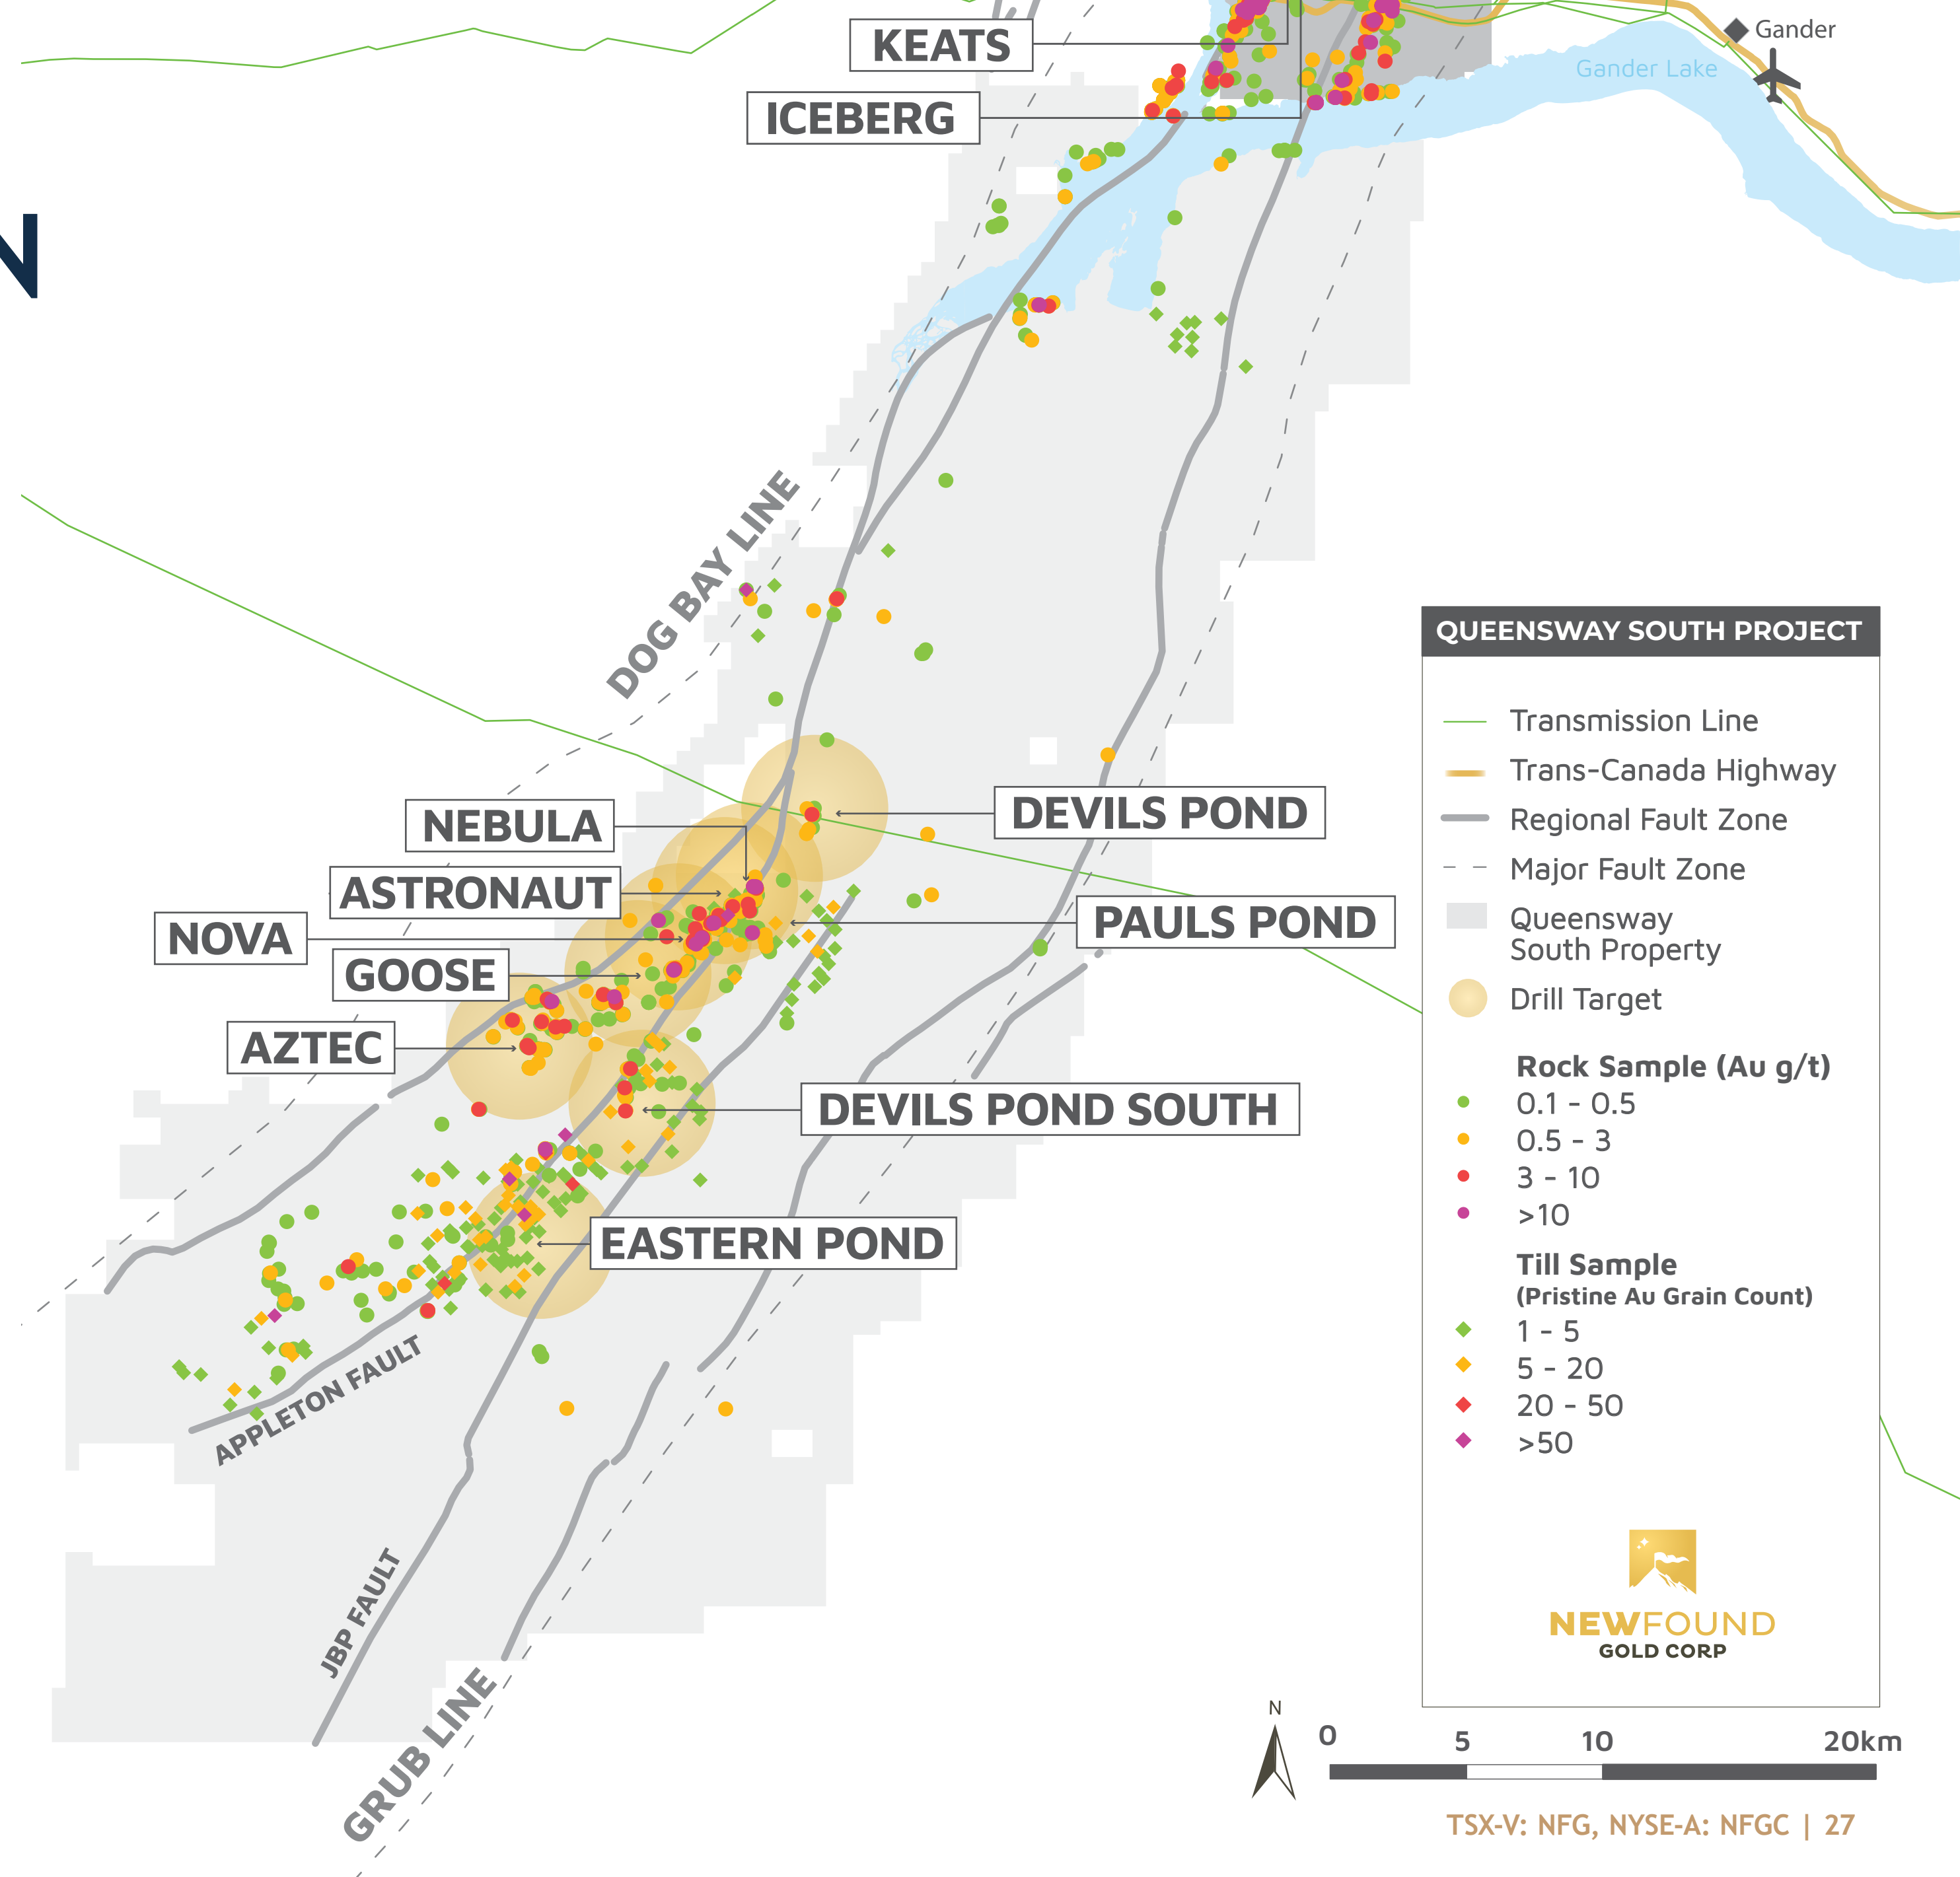 KEATS
ICEBERG
Gander
Gander Lake
N
DOG BAY LINE
NEBULA
DEVILS POND
ASTRONAUT
NOVA
PAULS POND
GOOSE
AZTEC
DEVILS POND SOUTH
EASTERN POND
APPLETON FAULT
JBP FAULT
GRUB LINE
QUEENSWAY SOUTH PROJECT
Transmission Line
Trans-Canada Highway
Regional Fault Zone
Major Fault Zone
Queensway
South Property
Drill Target
Rock Sample (Au g/t)
0.1 - 0.5
0.5 - 3
3 - 10
>10
Till Sample
(Pristine Au Grain Count)
1 - 5
5 - 20
20 - 50
>50
NEWFOUND
GOLD CORP
N
0 5 10 20km
TSX-V: NFG, NYSE-A: NFGC | 27